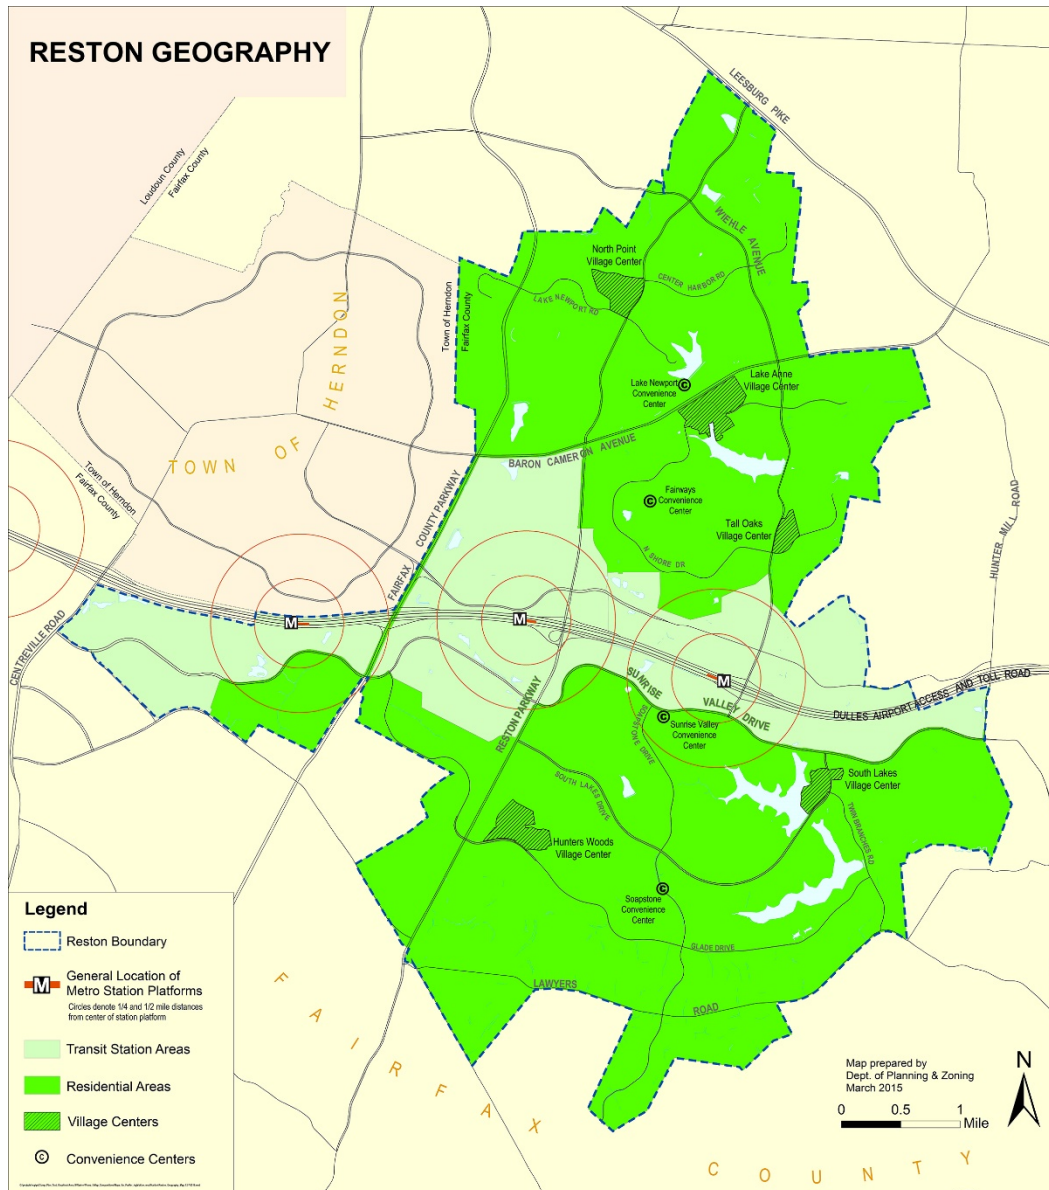 RESTON GEOGRAPHY
LEESBURG PIKE
Loudoun County
Fairfax County
WIEHLE AVENUE
North Point
Village Center
CENTER HARBOR RD
LAKE NEWPORT RD
Town of Herndon
Fairfax County
TOWN OF HERNDON
Lake Newport
Convenience
Center
Lake Anne
Village Center
BARON CAMERON AVENUE
Town of Herndon
Fairfax County
Fairways
Convenience
Center
Tall Oaks
Village Center
N SHORE DR
HUNTER MILL ROAD
FAIRFAX COUNTY PARKWAY
CENTREVILLE ROAD
M
M
M
SUNRISE VALLEY DRIVE
DULLES AIRPORT ACCESS AND TOLL ROAD
RESTON PARKWAY
SOAPSTONE DRIVE
Sunrise Valley
Convenience
Center
SOUTH LAKES DRIVE
South Lakes
Village Center
TWIN BRANCHES RD
Hunters Woods
Village Center
Soapstone
Convenience
Center
GLADE DRIVE
LAWYERS ROAD
FAIRFAX COUNTY
Legend
Reston Boundary
M
General Location of
Metro Station Platforms
Circles denote 1/4 and 1/2 mile distances
from center of station platform
Transit Station Areas
Residential Areas
Village Centers
C
Convenience Centers
Map prepared by
Dept. of Planning & Zoning
March 2015
N
0 0.5 1
Mile